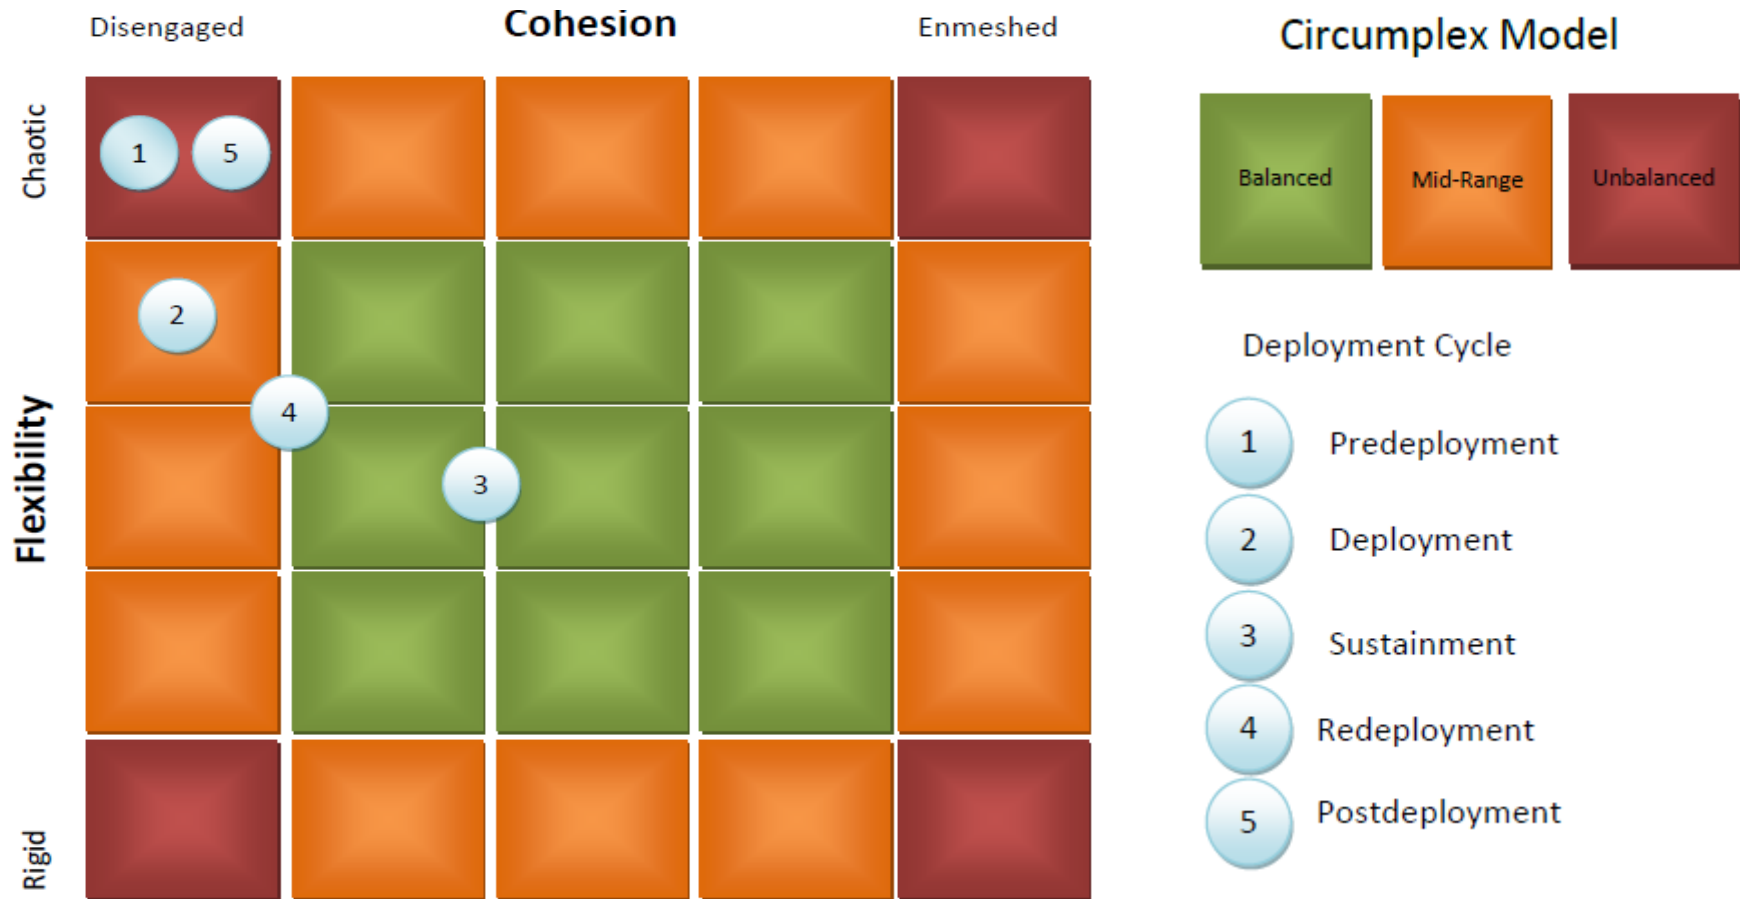 Disengaged
Cohesion
Enmeshed
Chaotic
Flexibility
Rigid
1
5
2
4
3
Circumplex Model
Balanced
Mid-Range
Unbalanced
Deployment Cycle
1 Predeployment
2 Deployment
3 Sustainment
4 Redeployment
5 Postdeployment